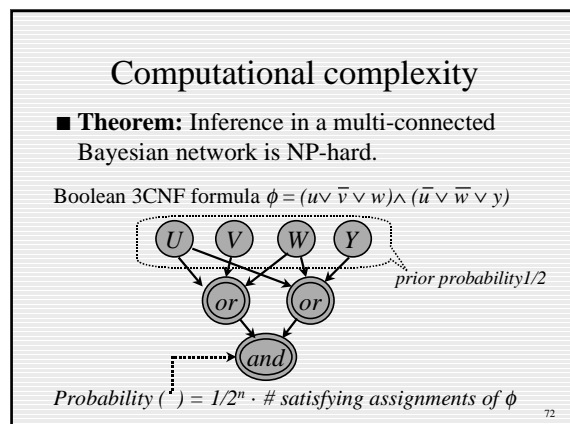 Computational complexity
■ Theorem: Inference in a multi-connected
Bayesian network is NP-hard.
Boolean 3CNF formula ϕ = (u∨ v̅ ∨ w)∧ (u̅ ∨ w̅ ∨ y)
U V W Y
prior probability1/2
or or
and
Probability ( ) = 1/2ⁿ · # satisfying assignments of ϕ
72